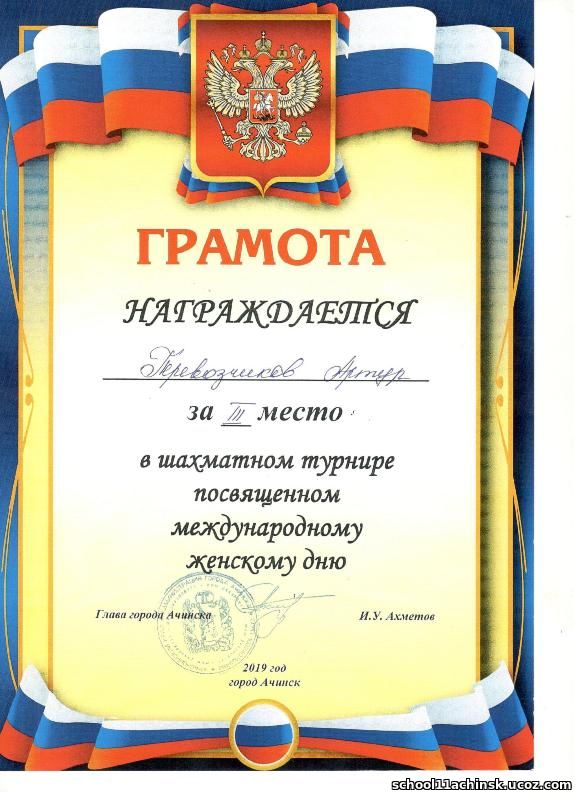 ГРАМОТА
НАГРАЖДАЕТСЯ
Перевозчиков Артур
за III место
в шахматном турнире
посвященном
международному
женскому дню
Глава города Ачинска И.У. Ахметов
2019 год
город Ачинск
school11achinsk.ucoz.com